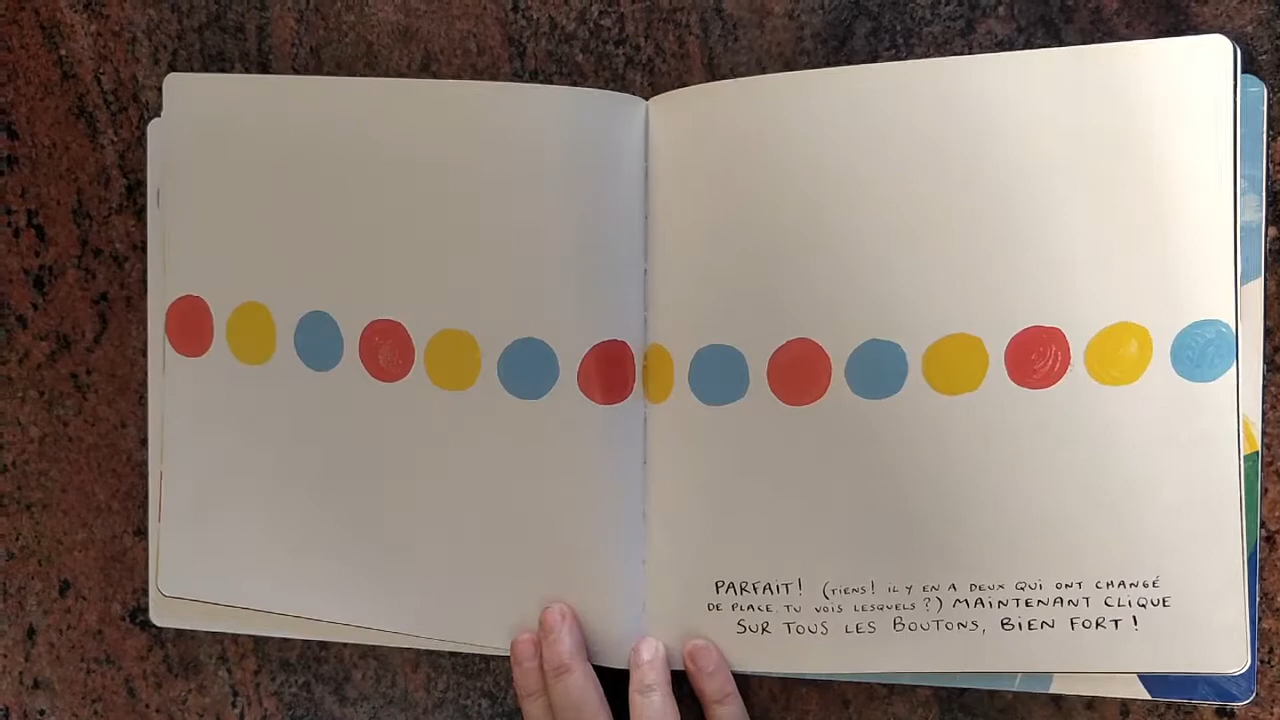 PARFAIT! (TIENS! IL Y EN A DEUX QUI ONT CHANGÉ
DE PLACE, TU VOIS LESQUELS?) MAINTENANT CLIQUE
SUR TOUS LES BOUTONS, BIEN FORT!